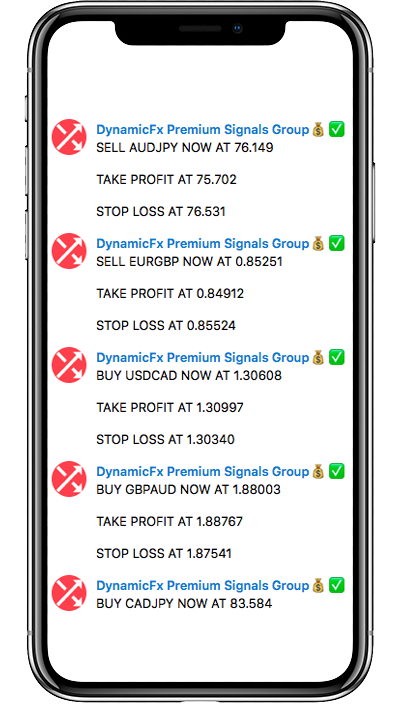 DynamicFx Premium Signals Group 💰 ✅
SELL AUDJPY NOW AT 76.149
TAKE PROFIT AT 75.702
STOP LOSS AT 76.531
DynamicFx Premium Signals Group 💰 ✅
SELL EURGBP NOW AT 0.85251
TAKE PROFIT AT 0.84912
STOP LOSS AT 0.85524
DynamicFx Premium Signals Group 💰 ✅
BUY USDCAD NOW AT 1.30608
TAKE PROFIT AT 1.30997
STOP LOSS AT 1.30340
DynamicFx Premium Signals Group 💰 ✅
BUY GBPAUD NOW AT 1.88003
TAKE PROFIT AT 1.88767
STOP LOSS AT 1.87541
DynamicFx Premium Signals Group 💰 ✅
BUY CADJPY NOW AT 83.584